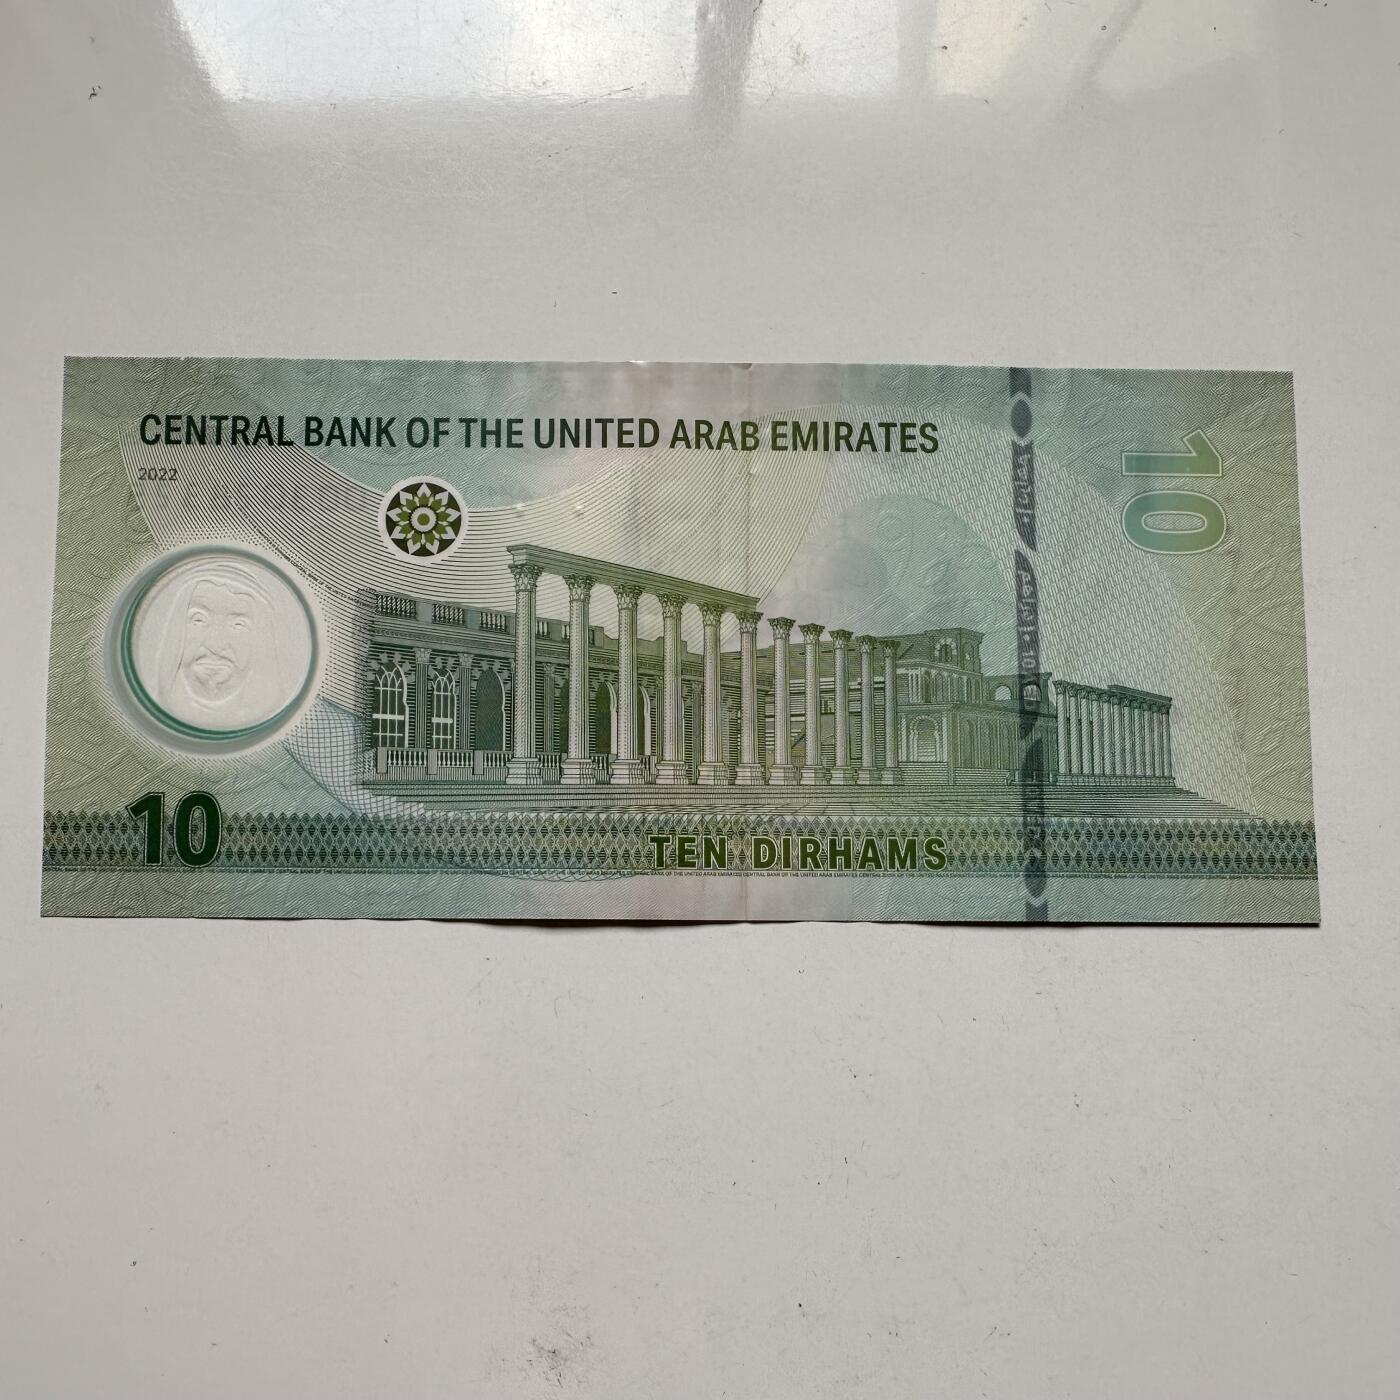 CENTRAL BANK OF THE UNITED ARAB EMIRATES
2022
10
10
TEN DIRHAMS